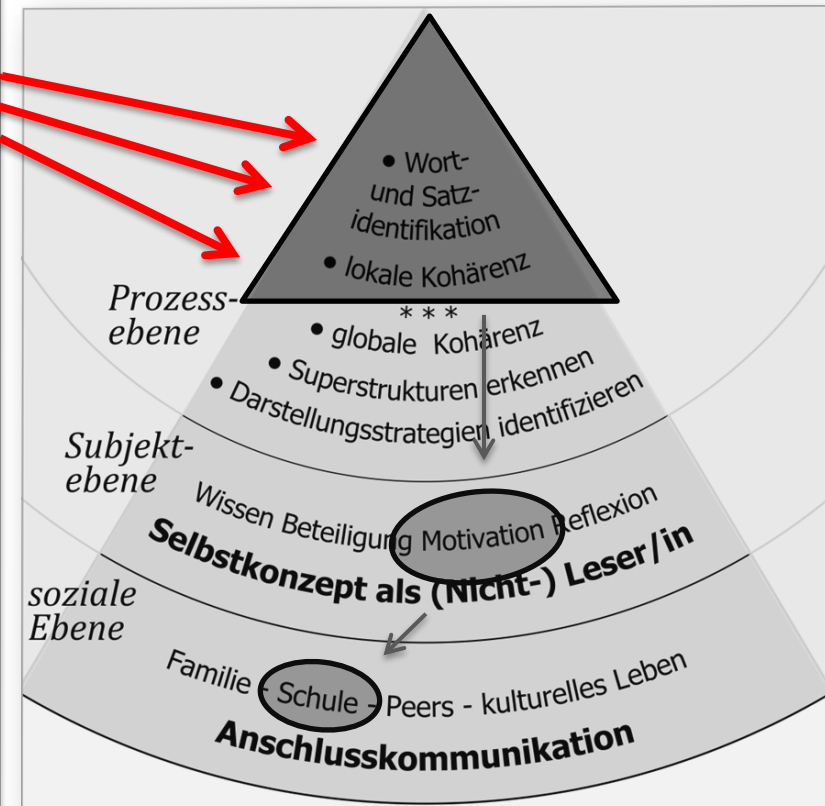 • Wort-
und Satz-
identifikation
• lokale Kohärenz
Prozess-
ebene
* * *
• globale Kohärenz
• Superstrukturen erkennen
• Darstellungsstrategien identifizieren
Subjekt-
ebene
Wissen Beteiligung Motivation Reflexion
Selbstkonzept als (Nicht-) Leser/in
soziale
Ebene
Familie - Schule - Peers - kulturelles Leben
Anschlusskommunikation